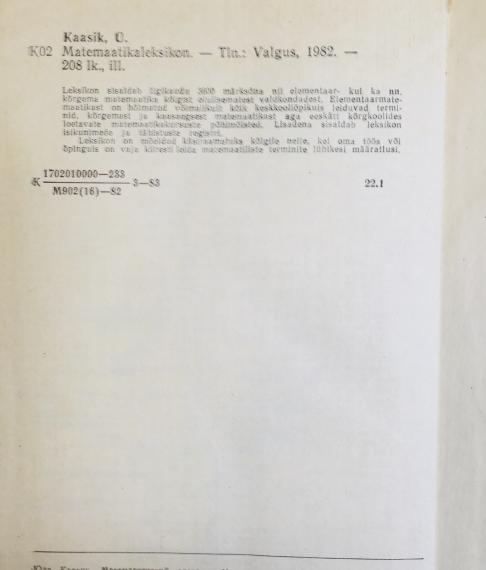 Kaasik, Ü.
K02 Matemaatikaleksikon. — Tln.: Valgus, 1982. —
208 lk., ill.
Leksikon sisaldab ligikaudu 3600 märksõna nii elementaar- kui ka nn.
kõrgema matemaatika kõigist olulisematest valdkondadest. Elementaarmate-
maatikast on hõlmatud võimalikult kõik keskkooliõpikuis leiduvad termi-
nid, kõrgemast ja kaasaegsest matemaatikast aga eeskätt kõrgkoolides
loetavate matemaatikakursuste põhimõisted. Lisadena sisaldab leksikon
isikunimede ja tähistuste registri.
Leksikon on mõeldud käsiraamatuks kõigile neile, kel oma töös või
õpinguis on vaja kiiresti leida matemaatiliste terminite lühikesi määratlusi.
1702010000—233
K 3—83
M902(16)—82
22.1